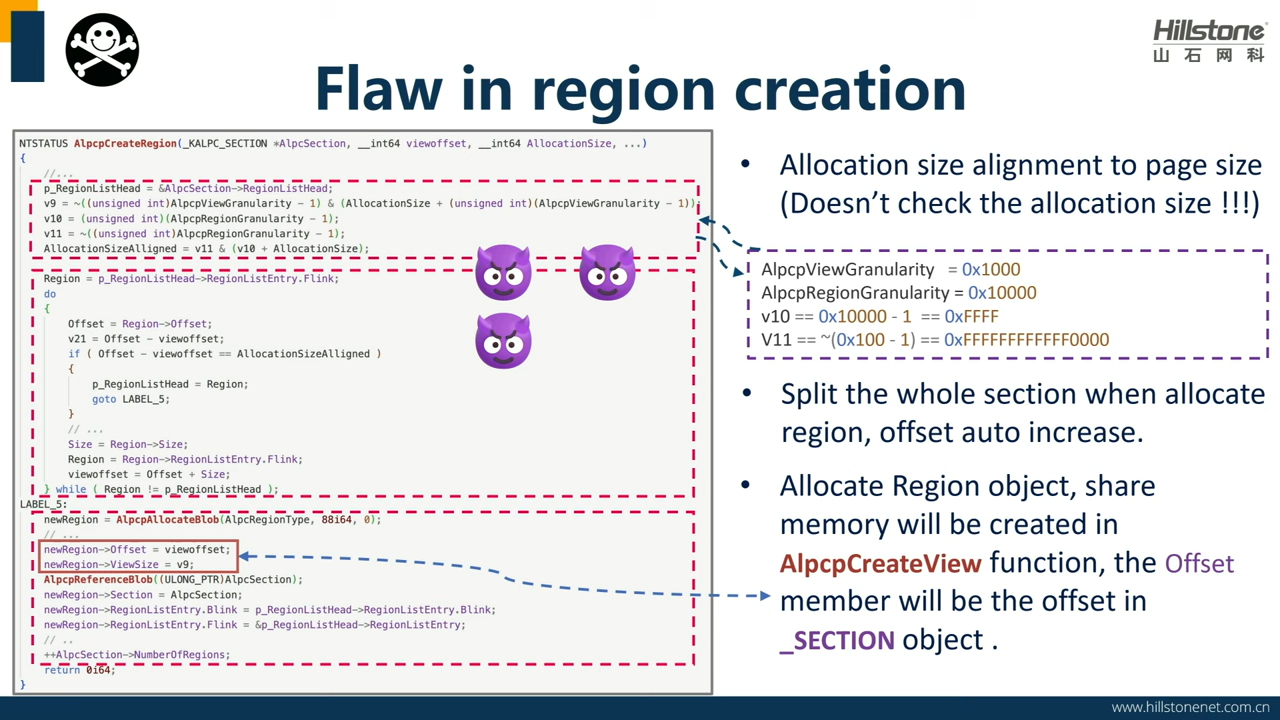 Hillstone
山石网科
Flaw in region creation
NTSTATUS AlpcpCreateRegion(_KALPC_SECTION *AlpcSection, __int64 viewoffset, __int64 AllocationSize, ...)
{
//...
p_RegionListHead = &AlpcSection->RegionListHead;
v9 = ~((unsigned int)AlpcpViewGranularity - 1) & (AllocationSize + (unsigned int)(AlpcpViewGranularity - 1));
v10 = (unsigned int)(AlpcpRegionGranularity - 1);
v11 = ~((unsigned int)AlpcpRegionGranularity - 1);
AllocationSizeAlligned = v11 & (v10 + AllocationSize);
Region = p_RegionListHead->RegionListEntry.Flink;
do
{
Offset = Region->Offset;
v21 = Offset - viewoffset;
if ( Offset - viewoffset == AllocationSizeAlligned )
{
p_RegionListHead = Region;
goto LABEL_5;
}
// ...
Size = Region->Size;
Region = Region->RegionListEntry.Flink;
viewoffset = Offset + Size;
} while ( Region != p_RegionListHead );
LABEL_5:
newRegion = AlpcpAllocateBlob(AlpcRegionType, 88i64, 0);
// ...
newRegion->Offset = viewoffset;
newRegion->ViewSize = v9;
AlpcpReferenceBlob((ULONG_PTR)AlpcSection);
newRegion->Section = AlpcSection;
newRegion->RegionListEntry.Blink = p_RegionListHead->RegionListEntry.Blink;
newRegion->RegionListEntry.Flink = &p_RegionListHead->RegionListEntry;
// ..
++AlpcSection->NumberOfRegions;
return 0i64;
}
• Allocation size alignment to page size
(Doesn’t check the allocation size !!!)
AlpcpViewGranularity = 0x1000
AlpcpRegionGranularity = 0x10000
v10 == 0x10000 - 1 == 0xFFFF
V11 == ~(0x100 - 1) == 0xFFFFFFFFFFFF0000
• Split the whole section when allocate
region, offset auto increase.
• Allocate Region object, share
memory will be created in
AlpcpCreateView function, the Offset
member will be the offset in
_SECTION object .
www.hillstonenet.com.cn